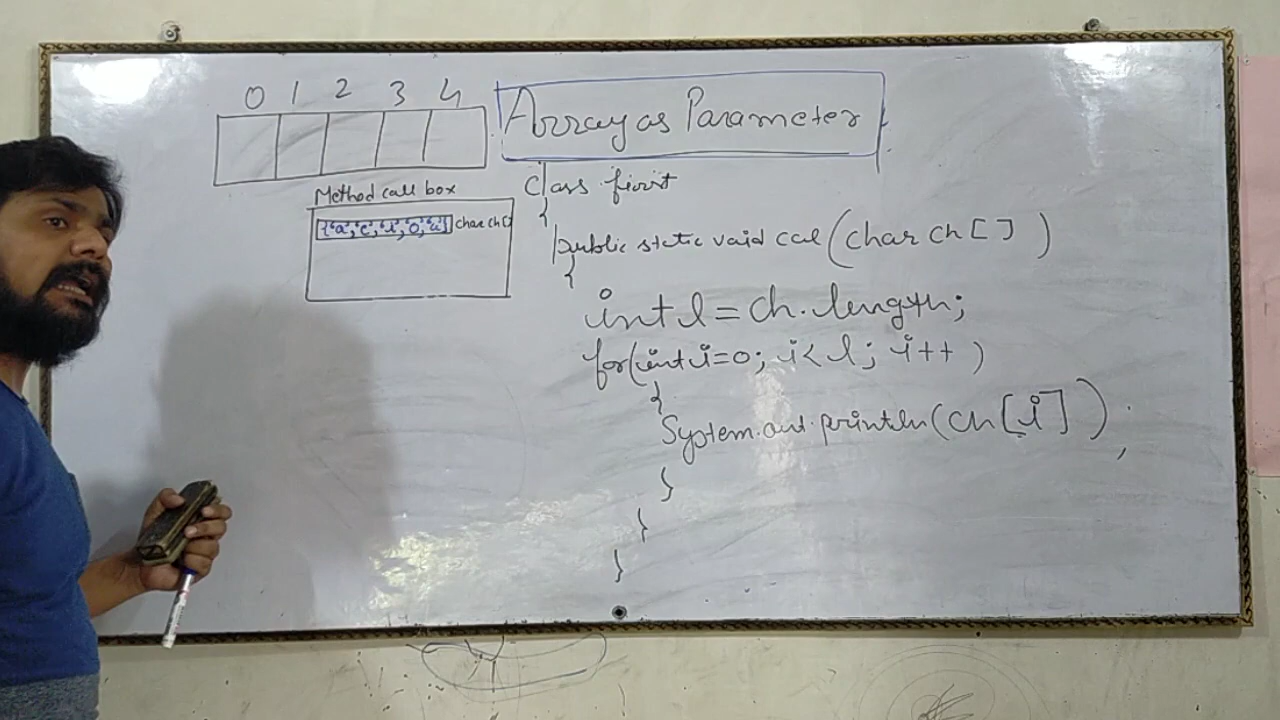 0 1 2 3 4
Array as Parameter
Method call box
{'a','e','i','o','u'} char ch[]
class first
{
public static void cal (char ch [] )
{
int l = ch.length;
for(int i=0; i< l; i++ )
{
System.out.println(ch[i] );
}
}
}